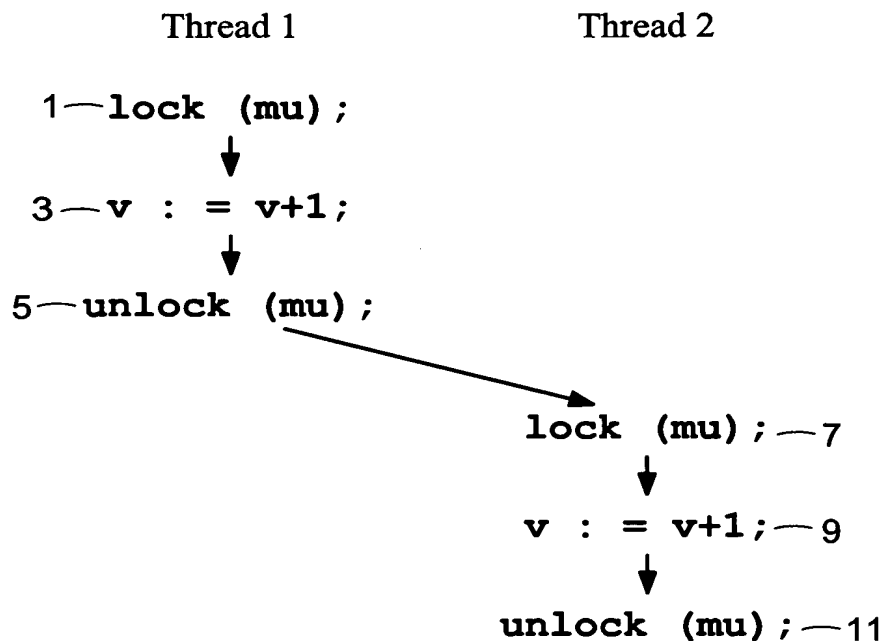 Thread 1 Thread 2
1 lock (mu);
3 v := v+1;
5 unlock (mu);
lock (mu); 7
v := v+1; 9
unlock (mu); 11